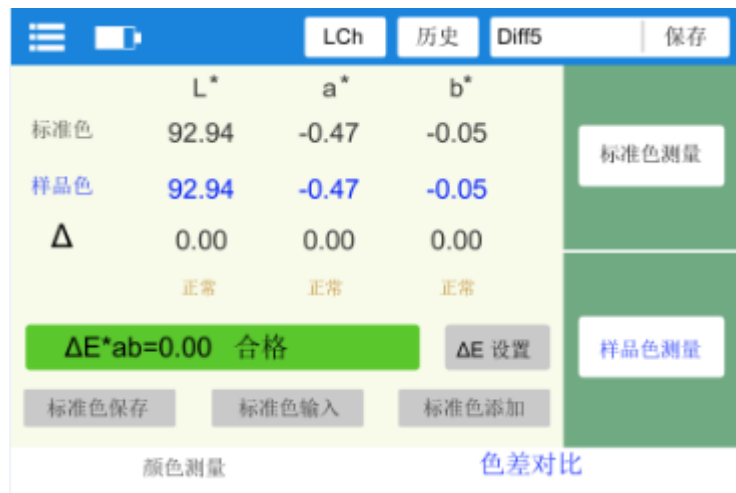 LCh 历史 Diff5 保存
L* a* b*
标准色 92.94 -0.47 -0.05
样品色 92.94 -0.47 -0.05
Δ 0.00 0.00 0.00
正常 正常 正常
ΔE*ab=0.00 合格 ΔE 设置
标准色保存 标准色输入 标准色添加
标准色测量
样品色测量
颜色测量 色差对比